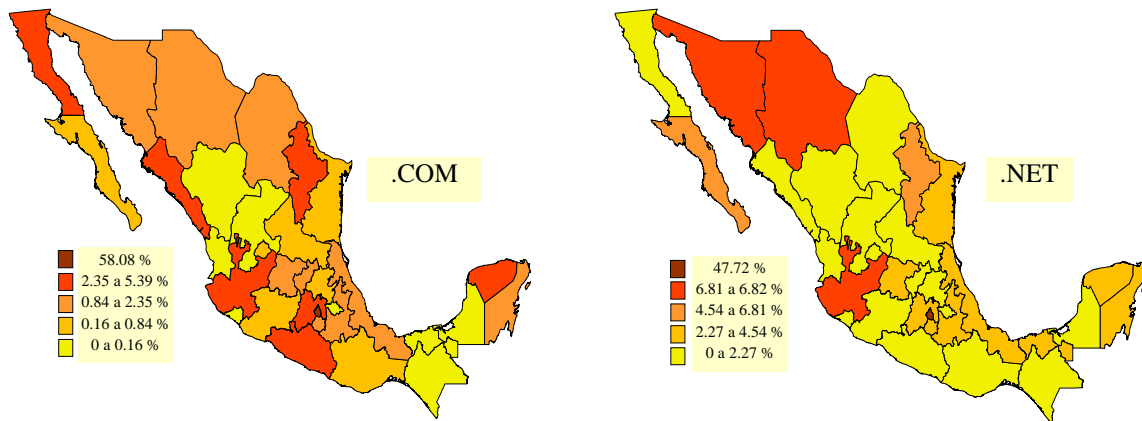 .COM
58.08 %
2.35 a 5.39 %
0.84 a 2.35 %
0.16 a 0.84 %
0 a 0.16 %
.NET
47.72 %
6.81 a 6.82 %
4.54 a 6.81 %
2.27 a 4.54 %
0 a 2.27 %